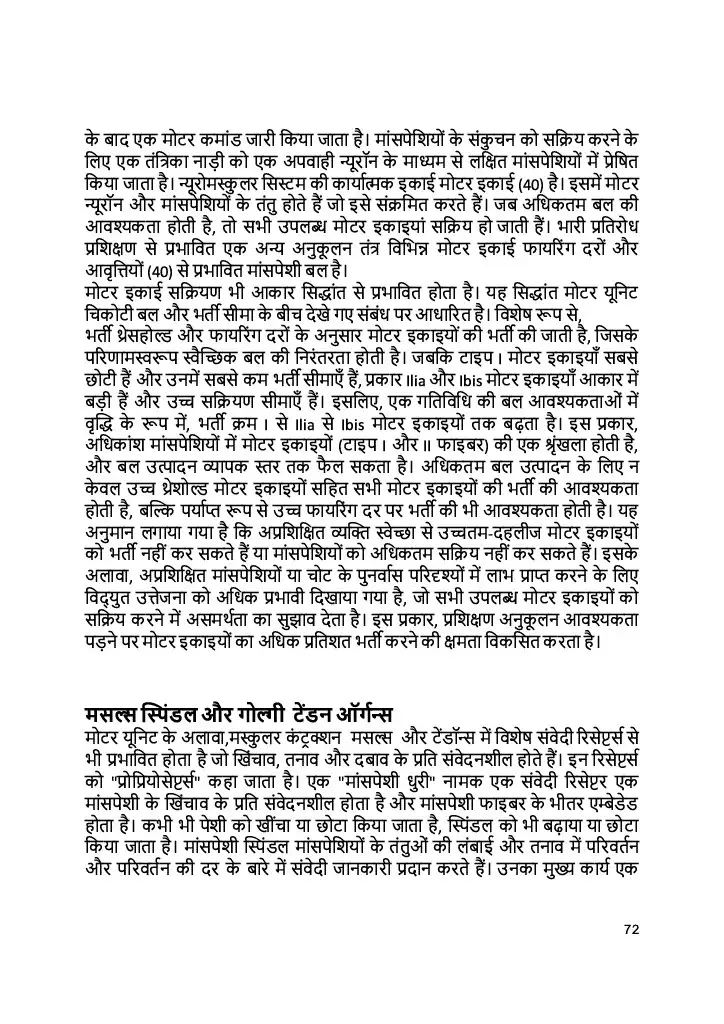 के बाद एक मोटर कमांड जारी किया जाता है। मांसपेशियों के संकुचन को सक्रिय करने के
लिए एक तंत्रिका नाड़ी को एक अपवाही न्यूरॉन के माध्यम से लक्षित मांसपेशियों में प्रेषित
किया जाता है। न्यूरोमस्कुलर सिस्टम की कार्यात्मक इकाई मोटर इकाई (40) है। इसमें मोटर
न्यूरॉन और मांसपेशियों के तंतु होते हैं जो इसे संक्रमित करते हैं। जब अधिकतम बल की
आवश्यकता होती है, तो सभी उपलब्ध मोटर इकाइयां सक्रिय हो जाती हैं। भारी प्रतिरोध
प्रशिक्षण से प्रभावित एक अन्य अनुकूलन तंत्र विभिन्न मोटर इकाई फायरिंग दरों और
आवृत्तियों (40) से प्रभावित मांसपेशी बल है।
मोटर इकाई सक्रियण भी आकार सिद्धांत से प्रभावित होता है। यह सिद्धांत मोटर यूनिट
चिकोटी बल और भर्ती सीमा के बीच देखे गए संबंध पर आधारित है। विशेष रूप से,
भर्ती थ्रेसहोल्ड और फायरिंग दरों के अनुसार मोटर इकाइयों की भर्ती की जाती है, जिसके
परिणामस्वरूप स्वैच्छिक बल की निरंतरता होती है। जबकि टाइप I मोटर इकाइयाँ सबसे
छोटी हैं और उनमें सबसे कम भर्ती सीमाएँ हैं, प्रकार IIia और Ibis मोटर इकाइयाँ आकार में
बड़ी हैं और उच्च सक्रियण सीमाएँ हैं। इसलिए, एक गतिविधि की बल आवश्यकताओं में
वृद्धि के रूप में, भर्ती क्रम I से IIia से Ibis मोटर इकाइयों तक बढ़ता है। इस प्रकार,
अधिकांश मांसपेशियों में मोटर इकाइयों (टाइप I और II फाइबर) की एक श्रृंखला होती है,
और बल उत्पादन व्यापक स्तर तक फैल सकता है। अधिकतम बल उत्पादन के लिए न
केवल उच्च थ्रेशोल्ड मोटर इकाइयों सहित सभी मोटर इकाइयों की भर्ती की आवश्यकता
होती है, बल्कि पर्याप्त रूप से उच्च फायरिंग दर पर भर्ती की भी आवश्यकता होती है। यह
अनुमान लगाया गया है कि अप्रशिक्षित व्यक्ति स्वेच्छा से उच्चतम-दहलीज मोटर इकाइयों
को भर्ती नहीं कर सकते हैं या मांसपेशियों को अधिकतम सक्रिय नहीं कर सकते हैं। इसके
अलावा, अप्रशिक्षित मांसपेशियों या चोट के पुनर्वास परिदृश्यों में लाभ प्राप्त करने के लिए
विद्युत उत्तेजना को अधिक प्रभावी दिखाया गया है, जो सभी उपलब्ध मोटर इकाइयों को
सक्रिय करने में असमर्थता का सुझाव देता है। इस प्रकार, प्रशिक्षण अनुकूलन आवश्यकता
पड़ने पर मोटर इकाइयों का अधिक प्रतिशत भर्ती करने की क्षमता विकसित करता है।
मसल्स स्पिंडल और गोल्गी टेंडन ऑर्गन्स
मोटर यूनिट के अलावा,मस्कुलर कंट्रक्शन मसल्स और टेंडॉन्स में विशेष संवेदी रिसेप्टर्स से
भी प्रभावित होता है जो खिंचाव, तनाव और दबाव के प्रति संवेदनशील होते हैं। इन रिसेप्टर्स
को "प्रोप्रियोसेप्टर्स" कहा जाता है। एक "मांसपेशी धुरी" नामक एक संवेदी रिसेप्टर एक
मांसपेशी के खिंचाव के प्रति संवेदनशील होता है और मांसपेशी फाइबर के भीतर एम्बेडेड
होता है। कभी भी पेशी को खींचा या छोटा किया जाता है, स्पिंडल को भी बढ़ाया या छोटा
किया जाता है। मांसपेशी स्पिंडल मांसपेशियों के तंतुओं की लंबाई और तनाव में परिवर्तन
और परिवर्तन की दर के बारे में संवेदी जानकारी प्रदान करते हैं। उनका मुख्य कार्य एक
72